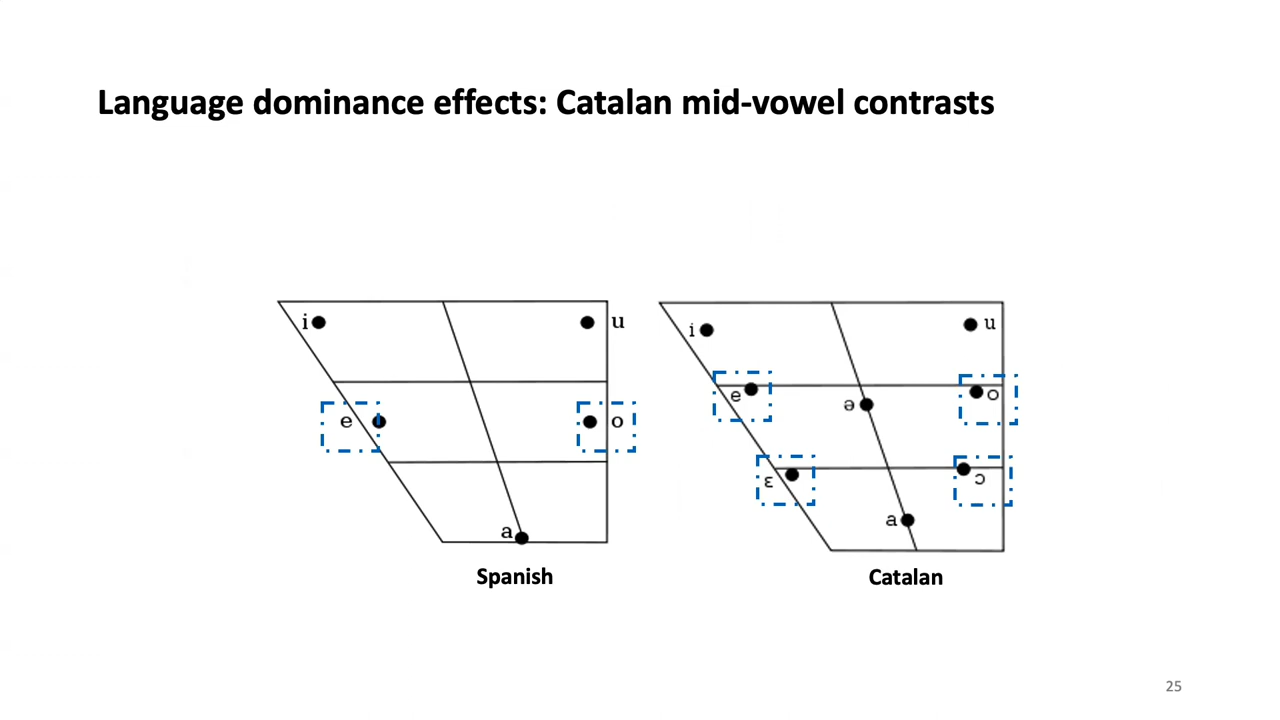 Language dominance effects: Catalan mid-vowel contrasts
i
u
e
o
a
Spanish
i
u
e
ə
o
ɛ
ɔ
a
Catalan
25